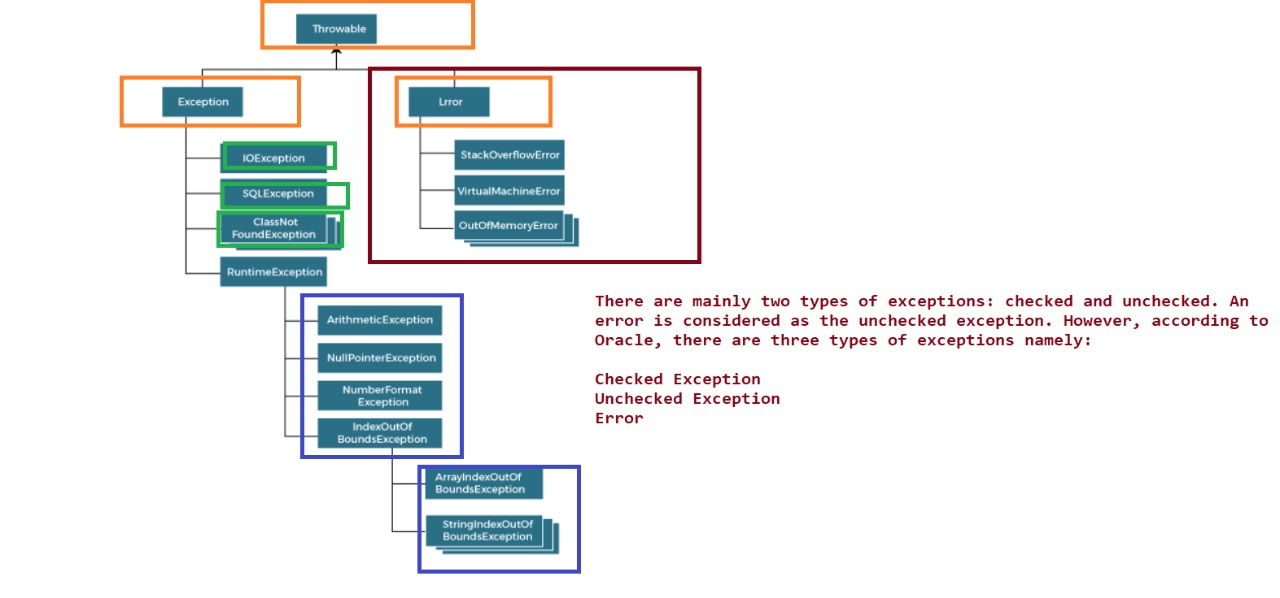 Throwable
Exception
Lrror
IOException
SQLException
ClassNot
FoundException
RuntimeException
StackOverflowError
VirtualMachineError
OutOfMemoryError
ArithmeticException
NullPointerException
NumberFormat
Exception
IndexOutOf
BoundsException
ArrayIndexOutOf
BoundsException
StringIndexOutOf
BoundsException
There are mainly two types of exceptions: checked and unchecked. An
error is considered as the unchecked exception. However, according to
Oracle, there are three types of exceptions namely:
Checked Exception
Unchecked Exception
Error